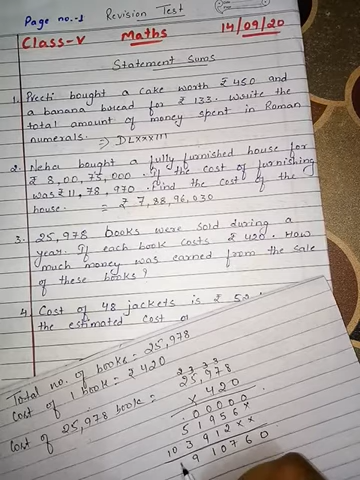 Page no.-1 Revision Test 14/09/20
Class-V Maths
Statement Sums
1. Preeti bought a cake worth ₹ 450 and
a banana bread for ₹ 133. Write the
total amount of money spent in Roman
numerals. ⇒ DLXXXIII
2. Neha bought a fully furnished house for
₹ 8,00,75,000. If the cost of furnishing
was ₹ 11,78,970. Find the cost of the
house. = ₹ 7,88,96,030
3. 25,978 books were sold during a
year. If each book costs ₹ 420. How
much money was earned from the sale
of these books?
4. Cost of 48 jackets is ₹
the estimated cost
Total no. of books = 25,978
Cost of 1 book = ₹ 420
Cost of 25,978 book =
25,978
x 420
00000
51956x
103912xx
10910760